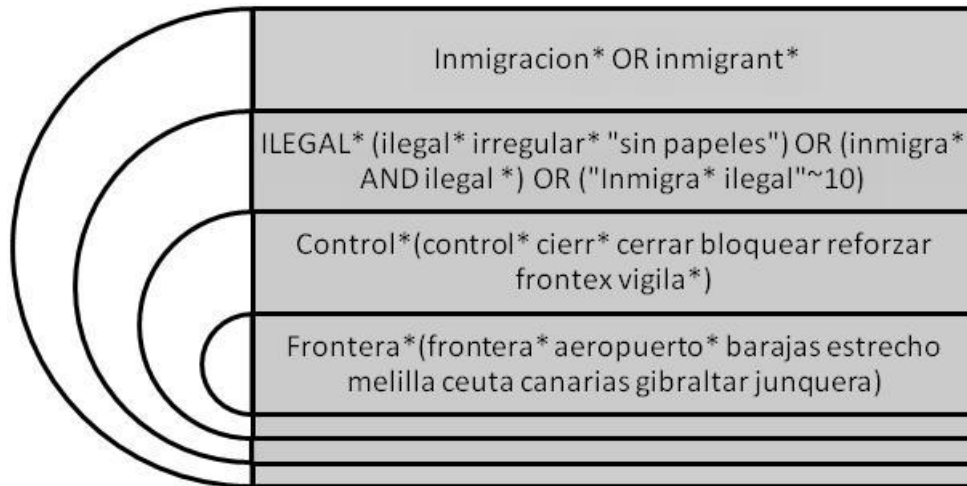 Inmigracion* OR inmigrant*
ILEGAL* (ilegal* irregular* "sin papeles") OR (inmigra*
AND ilegal *) OR ("Inmigra* ilegal"~10)
Control*(control* cierr* cerrar bloquear reforzar
frontex vigila*)
Frontera*(frontera* aeropuerto* barajas estrecho
melilla ceuta canarias gibraltar junquera)